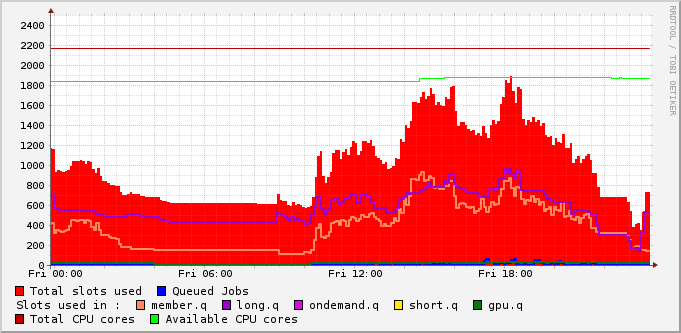 2400
2200
2000
1800
1600
1400
1200
1000
800
600
400
200
0
Fri 00:00 Fri 06:00 Fri 12:00 Fri 18:00
Total slots used Queued Jobs
Slots used in : member.q long.q ondemand.q short.q gpu.q
Total CPU cores Available CPU cores
RRDTOOL / TOBI OETIKER